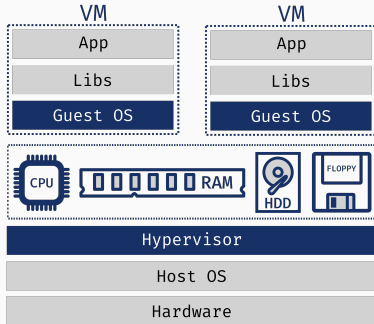 VM
VM
App
App
Libs
Libs
Guest OS
Guest OS
CPU
RAM
HDD
FLOPPY
Hypervisor
Host OS
Hardware